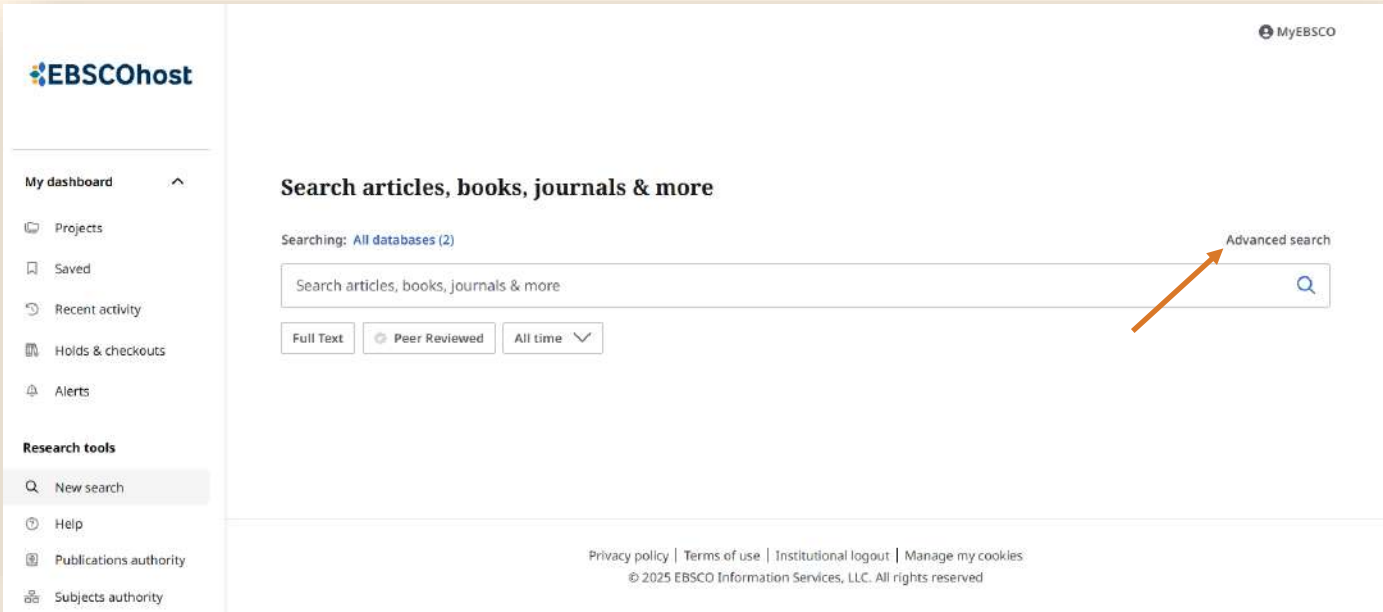 MyEBSCO
EBSCOhost
My dashboard
Projects
Saved
Recent activity
Holds & checkouts
Alerts
Research tools
New search
Help
Publications authority
Subjects authority
Search articles, books, journals & more
Searching: All databases (2)
Advanced search
Search articles, books, journals & more
Full Text
Peer Reviewed
All time
Privacy policy | Terms of use | Institutional logout | Manage my cookies
© 2025 EBSCO Information Services, LLC. All rights reserved